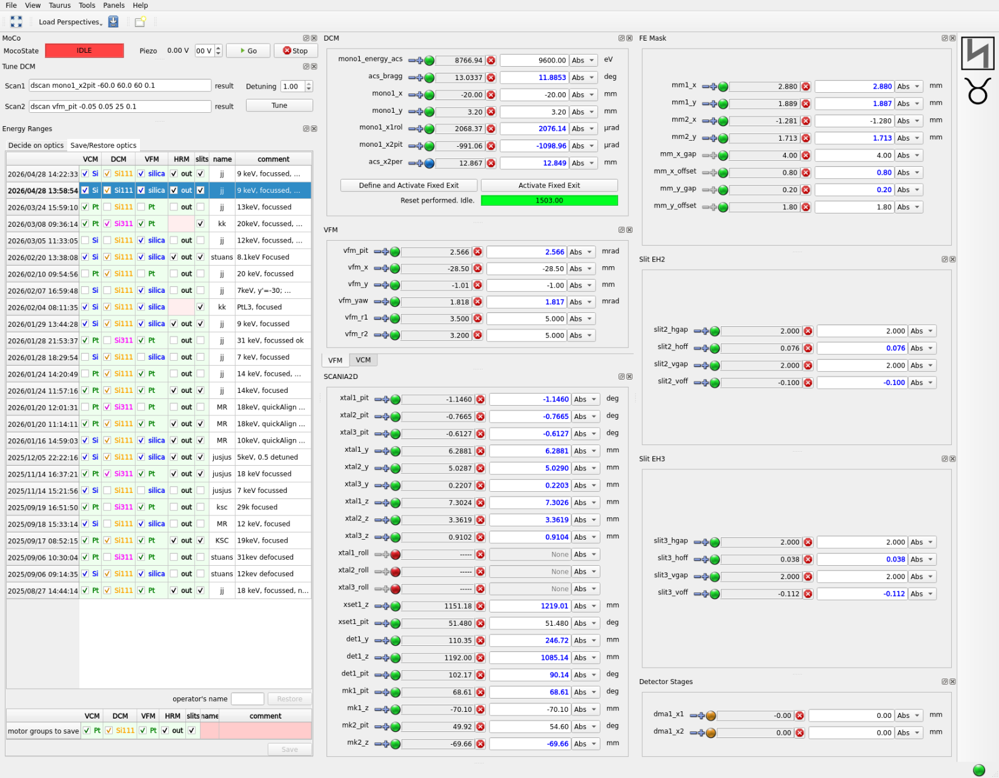 File View Taurus Tools Panels Help
Load Perspectives
MoCo
MocoState IDLE Piezo 0.00 V 00 V Go Stop
Tune DCM
Scan1 dscan mono1_x2pit -60.0 60.0 60 0.1 result Detuning 1.00
Scan2 dscan vfm_pit -0.05 0.05 25 0.1 result Tune
Energy Ranges
Decide on optics Save/Restore optics
VCM DCM VFM HRM slits name comment
2026/04/28 14:22:33 Si Si111 silica out jj 9 keV, focussed, ...
2026/04/28 13:58:54 Si Si111 silica out jj 9 keV, focussed, ...
2026/03/24 15:59:10 Pt Si111 Pt out jj 13keV, focussed
2026/03/08 09:36:14 Pt Si311 Pt kk 20keV, focussed, ...
2026/03/05 11:33:05 Si Si111 silica out jj 12keV, focussed, ...
2026/02/20 13:38:08 Si Si111 silica out stuans 8.1keV Focused
2026/02/10 09:54:56 Pt Si111 Pt out jj 20 keV, focussed
2026/02/07 16:59:48 Si Si111 silica out jj 7keV, y'=-30; ...
2026/02/04 08:11:35 Si Si111 silica kk PtL3, focused
2026/01/29 13:44:28 Si Si111 silica out jj 9 keV, focussed
2026/01/28 21:53:37 Pt Si311 Pt out jj 31 keV, focussed ok
2026/01/28 18:29:54 Si Si111 silica out jj 7 keV, focussed
2026/01/24 14:20:49 Pt Si111 Pt out jj 14 keV, focused, ...
2026/01/24 11:57:16 Pt Si111 Pt out jj 14keV, focused
2026/01/20 12:01:31 Pt Si311 Pt out MR 18keV, quickAlign ...
2026/01/20 11:14:11 Pt Si111 Pt out MR 18keV, quickAlign ...
2026/01/16 14:59:03 Si Si111 silica out MR 10keV, quickAlign ...
2025/12/05 22:22:16 Si Si111 silica out jusjus 5keV, 0.5 detuned
2025/11/14 16:37:21 Pt Si311 Pt out jusjus 18 keV focussed
2025/11/14 15:21:56 Si Si111 silica out jusjus 7 keV focussed
2025/09/19 16:51:50 Pt Si311 Pt out ksc 29k focused
2025/09/18 15:33:14 Si Si111 silica out MR 12 keV, focused
2025/09/17 08:52:15 Pt Si111 Pt out KSC 19keV, focused
2025/09/06 10:30:04 Pt Si311 Pt out stuans 31kev defocused
2025/09/06 09:14:35 Si Si111 silica out stuans 12kev defocused
2025/08/27 14:44:14 Pt Si111 Pt out jj 18 keV, focussed, n...
operator's name Restore
VCM DCM VFM HRM slits name comment
motor groups to save Pt Si111 Pt out
Save
DCM
mono1_energy_acs 8766.94 9600.00 Abs eV
acs_bragg 13.0337 11.8853 Abs deg
mono1_x -20.00 -20.00 Abs mm
mono1_y 3.20 3.20 Abs mm
mono1_x1rol 2068.37 2076.14 Abs µrad
mono1_x2pit -991.06 -1098.96 Abs µrad
acs_x2per 12.867 12.849 Abs mm
Define and Activate Fixed Exit Activate Fixed Exit
Reset performed. Idle. 1503.00
VFM
vfm_pit 2.566 2.566 Abs mrad
vfm_x -28.50 -28.50 Abs mm
vfm_y -1.01 -1.00 Abs mm
vfm_yaw 1.818 1.817 Abs mrad
vfm_r1 3.500 5.000 Abs
vfm_r2 3.200 5.000 Abs
VFM VCM
SCANIA2D
xtal1_pit -1.1460 -1.1460 Abs deg
xtal2_pit -0.7665 -0.7665 Abs deg
xtal3_pit -0.6127 -0.6127 Abs deg
xtal1_y 6.2881 6.2881 Abs mm
xtal2_y 5.0287 5.0290 Abs mm
xtal3_y 0.2207 0.2203 Abs mm
xtal1_z 7.3024 7.3026 Abs mm
xtal2_z 3.3619 3.3619 Abs mm
xtal3_z 0.9102 0.9104 Abs mm
xtal1_roll ----- None Abs
xtal2_roll ----- None Abs
xtal3_roll ----- None Abs
xset1_z 1151.18 1219.01 Abs mm
xset1_pit 51.480 51.480 Abs deg
det1_y 110.35 246.72 Abs mm
det1_z 1192.00 1085.14 Abs mm
det1_pit 102.17 90.14 Abs deg
mk1_pit 68.61 68.61 Abs deg
mk1_z -70.10 -70.10 Abs mm
mk2_pit 49.92 54.60 Abs deg
mk2_z -69.66 -69.66 Abs mm
FE Mask
mm1_x 2.880 2.880 Abs mm
mm1_y 1.889 1.887 Abs mm
mm2_x -1.281 -1.280 Abs mm
mm2_y 1.713 1.713 Abs mm
mm_x_gap 4.00 4.00 Abs
mm_x_offset 0.80 0.80 Abs
mm_y_gap 0.20 0.20 Abs
mm_y_offset 1.80 1.80 Abs
Slit EH2
slit2_hgap 2.000 2.000 Abs
slit2_hoff 0.076 0.076 Abs
slit2_vgap 2.000 2.000 Abs
slit2_voff -0.100 -0.100 Abs
Slit EH3
slit3_hgap 2.000 2.000 Abs
slit3_hoff 0.038 0.038 Abs
slit3_vgap 2.000 2.000 Abs
slit3_voff -0.112 -0.112 Abs
Detector Stages
dma1_x1 -0.00 0.00 Abs mm
dma1_x2 0.00 0.00 Abs mm